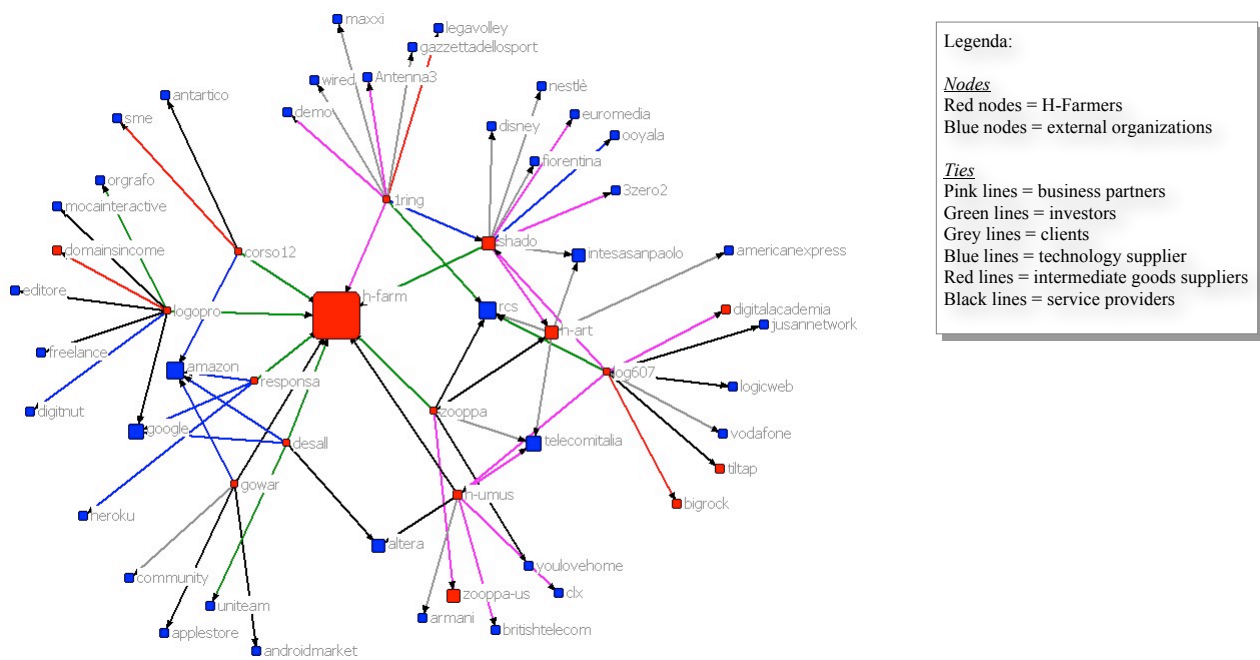 maxxi
legavolley
gazzettadellosport
wired
Antenna3
demo
nestlè
euromedia
disney
ooyala
fiorentina
3zero2
antartico
sme
orgrafo
mocainteractive
1ring
domainsincome
corso12
shado
intesasanpaolo
americanexpress
editore
h-farm
logopro
rcs
h-art
digitalacademia
jusannetwork
freelance
amazon
responsa
log607
logicweb
digitnut
google
zooppa
vodafone
desall
telecomitalia
tiltap
gowar
h-umus
bigrock
heroku
altera
community
youlovehome
uniteam
zooppa-us
clx
applestore
armani
britishtelecom
androidmarket
Legenda:
Nodes
Red nodes = H-Farmers
Blue nodes = external organizations
Ties
Pink lines = business partners
Green lines = investors
Grey lines = clients
Blue lines = technology supplier
Red lines = intermediate goods suppliers
Black lines = service providers